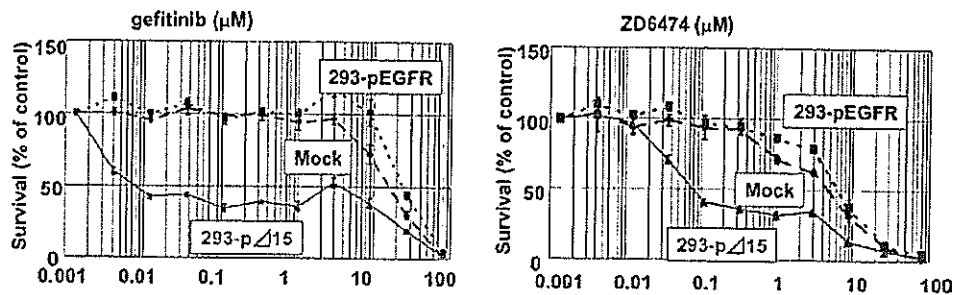 gefitinib (μM)
Survival (% of control)
150
100
50
0
293-pEGFR
Mock
293-p⊿15
0.001 0.01 0.1 1 10 100
ZD6474 (μM)
Survival (% of control)
150
100
50
0
293-pEGFR
Mock
293-p⊿15
0.001 0.01 0.1 1 10 100